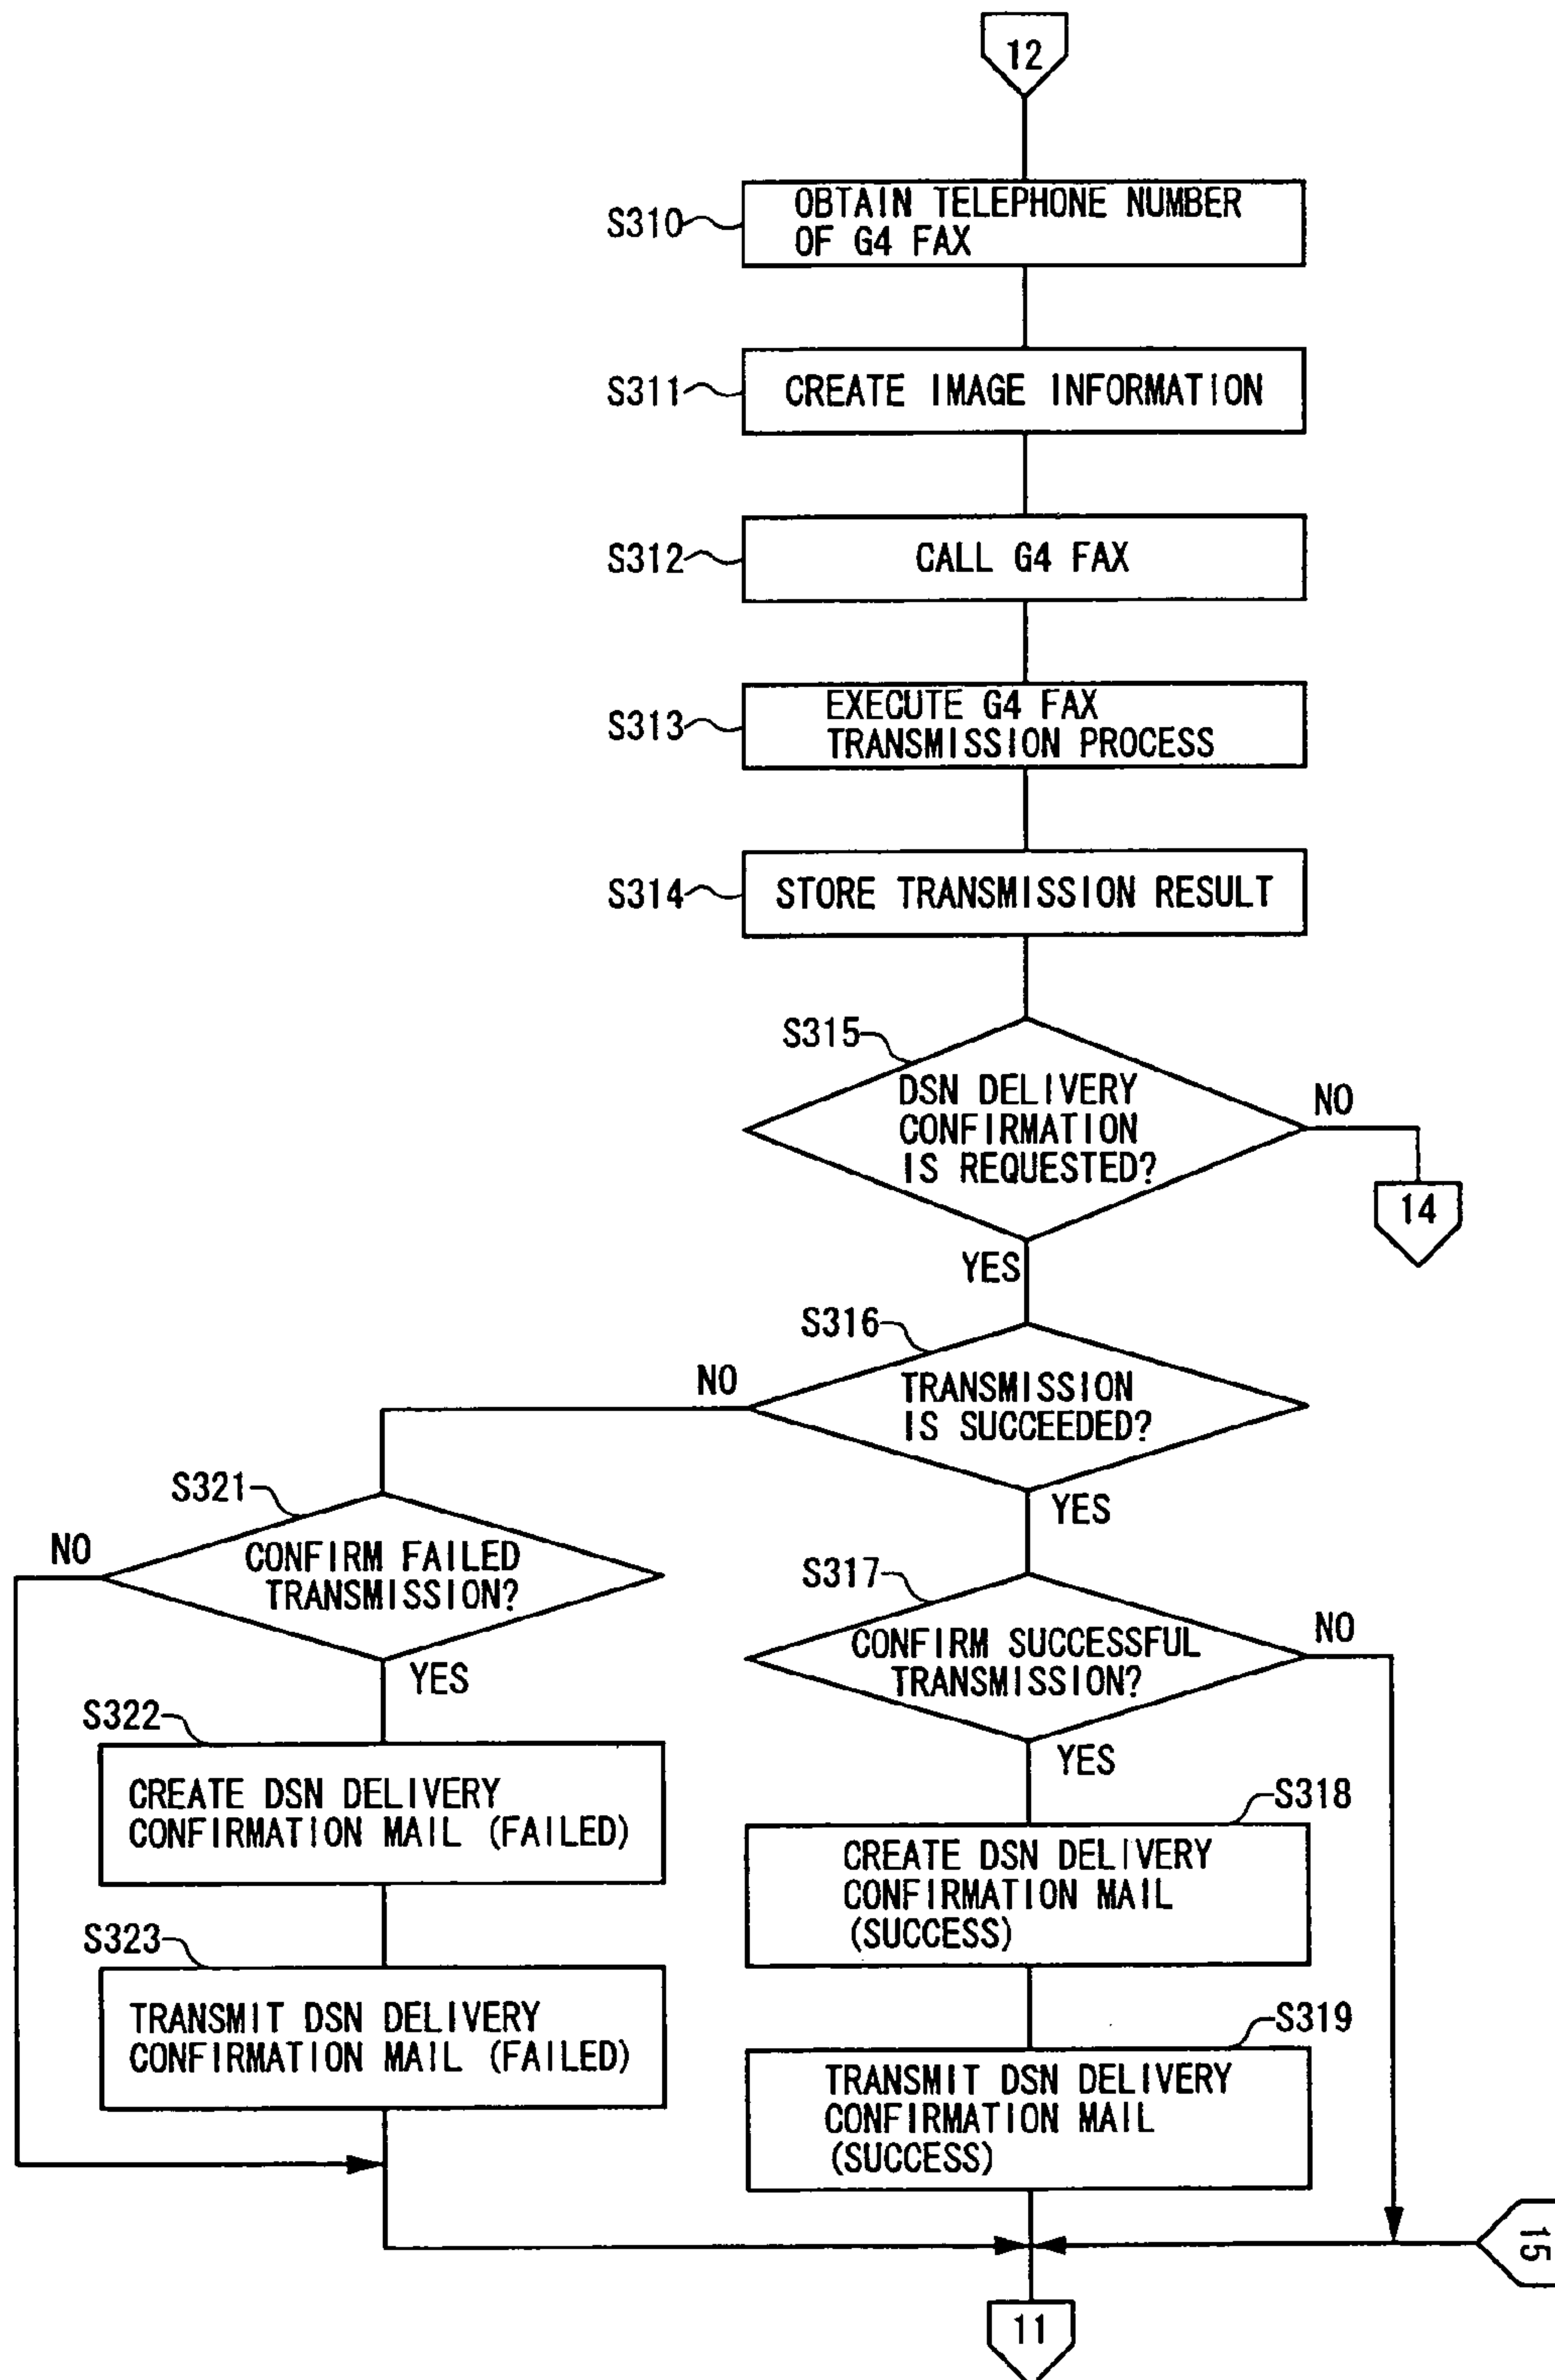 12
S310
OBTAIN TELEPHONE NUMBER
OF G4 FAX
S311
CREATE IMAGE INFORMATION
S312
CALL G4 FAX
S313
EXECUTE G4 FAX
TRANSMISSION PROCESS
S314
STORE TRANSMISSION RESULT
S315
DSN DELIVERY
CONFIRMATION
IS REQUESTED?
NO
14
YES
S316
NO
TRANSMISSION
IS SUCCEEDED?
YES
S321
NO
CONFIRM FAILED
TRANSMISSION?
YES
S317
CONFIRM SUCCESSFUL
TRANSMISSION?
NO
YES
S322
CREATE DSN DELIVERY
CONFIRMATION MAIL (FAILED)
S318
CREATE DSN DELIVERY
CONFIRMATION MAIL
(SUCCESS)
S323
TRANSMIT DSN DELIVERY
CONFIRMATION MAIL (FAILED)
S319
TRANSMIT DSN DELIVERY
CONFIRMATION MAIL
(SUCCESS)
15
11